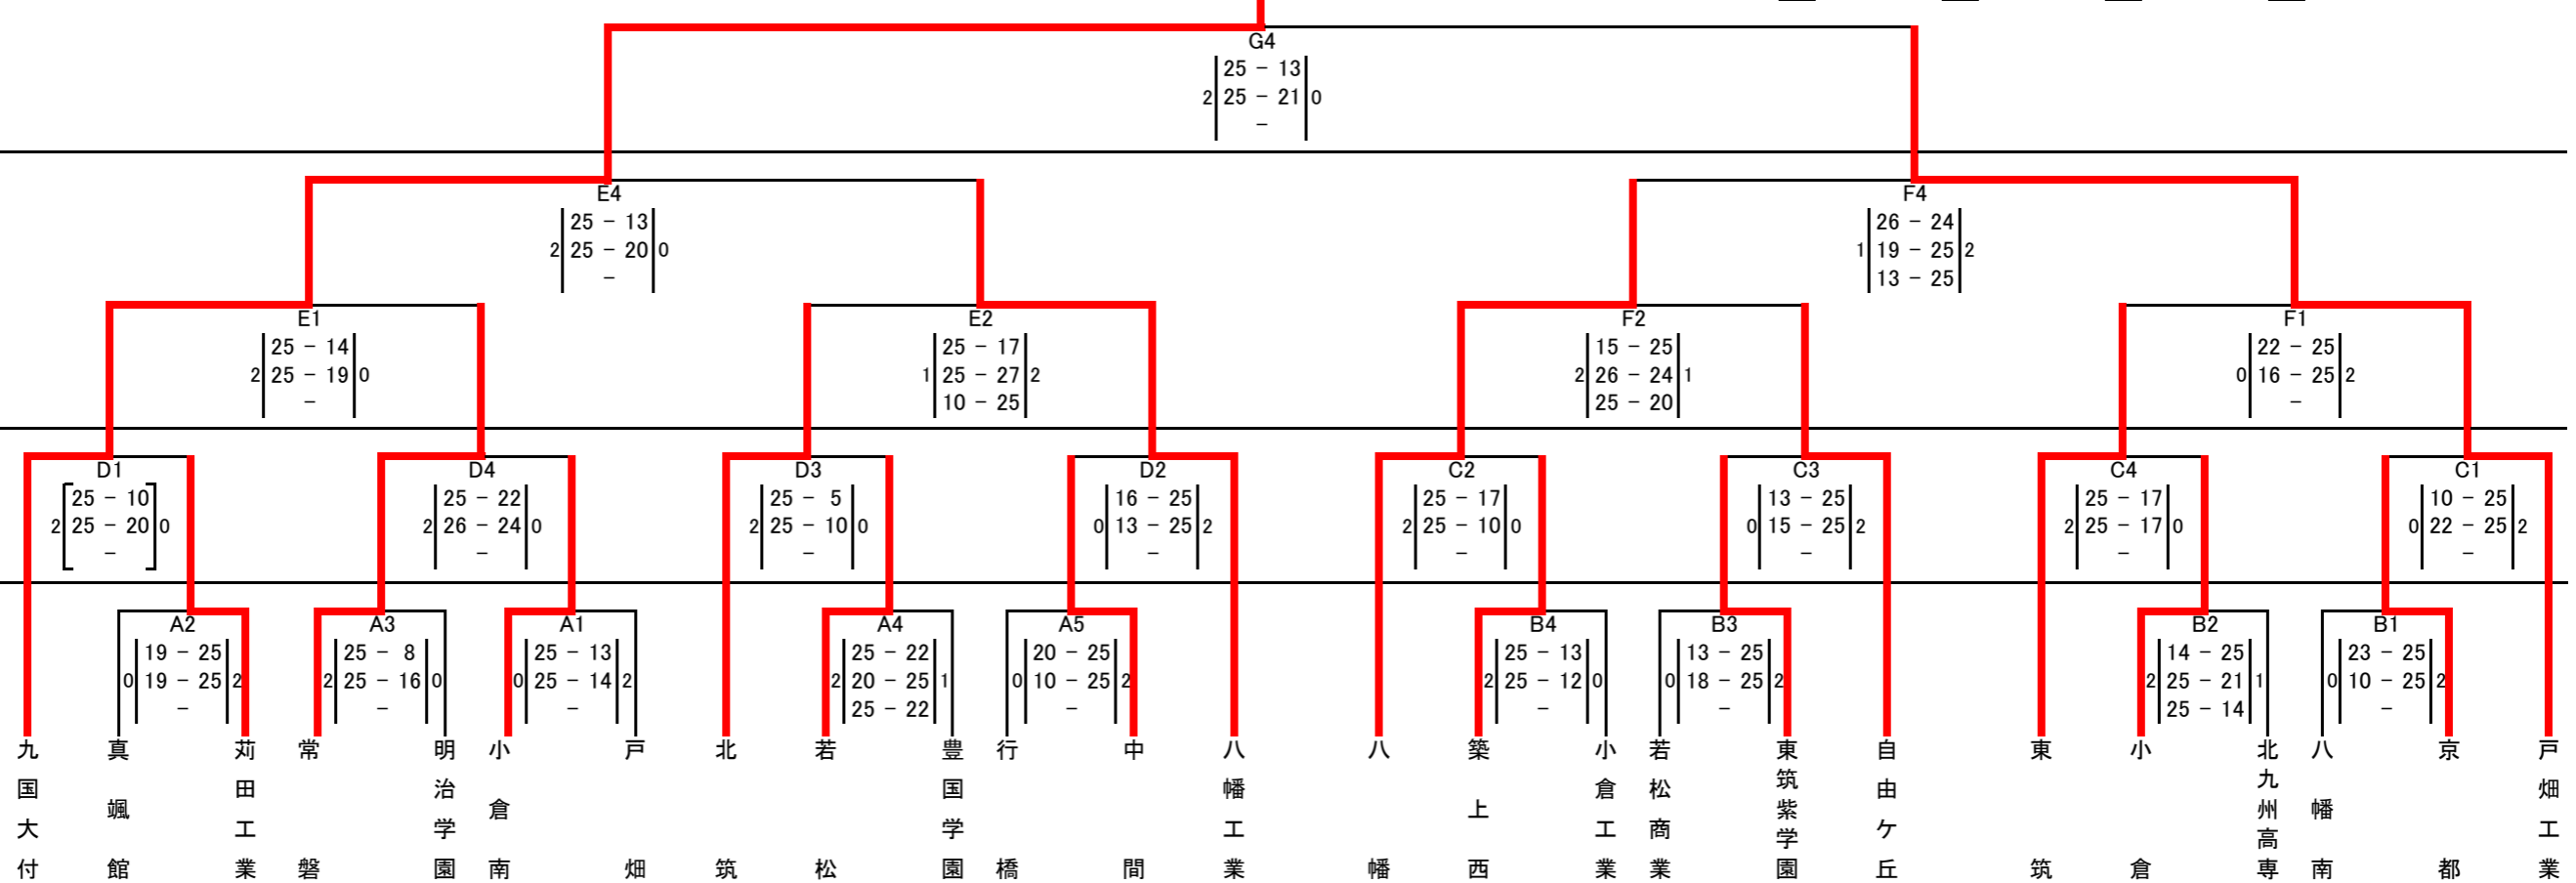 G4
25 - 13
2 25 - 21 0
-
E4
25 - 13
2 25 - 20 0
-
F4
26 - 24
1 19 - 25 2
13 - 25
E1
25 - 14
2 25 - 19 0
-
E2
25 - 17
1 25 - 27 2
10 - 25
F2
15 - 25
2 26 - 24 1
25 - 20
F1
22 - 25
0 16 - 25 2
-
D1
25 - 10
2 25 - 20 0
-
D4
25 - 22
2 26 - 24 0
-
D3
25 - 5
2 25 - 10 0
-
D2
16 - 25
0 13 - 25 2
-
C2
25 - 17
2 25 - 10 0
-
C3
13 - 25
0 15 - 25 2
-
C4
25 - 17
2 25 - 17 0
-
C1
10 - 25
0 22 - 25 2
-
A2
19 - 25
0 19 - 25 2
-
A3
25 - 8
2 25 - 16 0
-
A1
25 - 13
0 25 - 14 2
-
A4
25 - 22
2 20 - 25 1
25 - 22
A5
20 - 25
0 10 - 25 2
-
B4
25 - 13
2 25 - 12 0
-
B3
13 - 25
0 18 - 25 2
-
B2
14 - 25
2 25 - 21 1
25 - 14
B1
23 - 25
0 10 - 25 2
-
九国大付
真颯館
苅田工業
常磐
明治学園
小倉南
戸畑
北筑
若松
豊国学園
行橋
中間
八幡工業
八幡
築上西
小倉工業
若松商業
東筑紫学園
自由ケ丘
東筑
小倉
北九州高専
八幡南
京都
戸畑工業